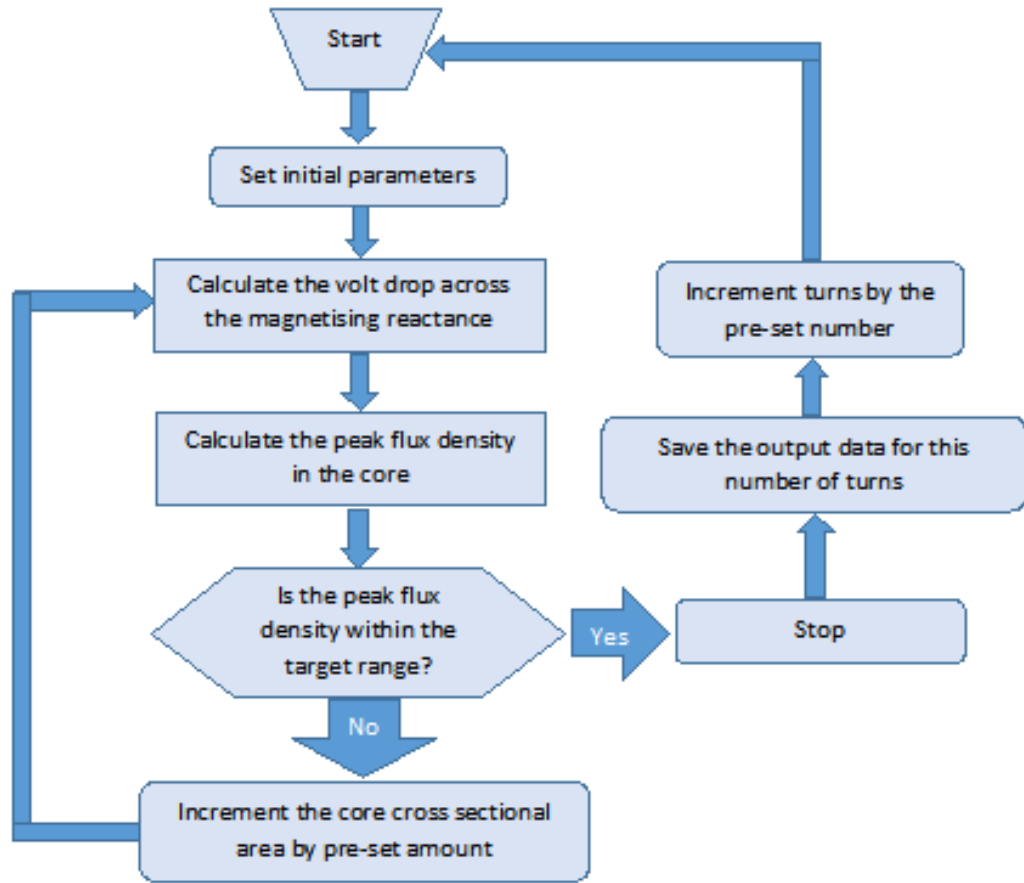 Start
Set initial parameters
Calculate the volt drop across
the magnetising reactance
Calculate the peak flux density
in the core
Is the peak flux
density within the
target range?
Yes
No
Increment the core cross sectional
area by pre-set amount
Stop
Save the output data for this
number of turns
Increment turns by the
pre-set number